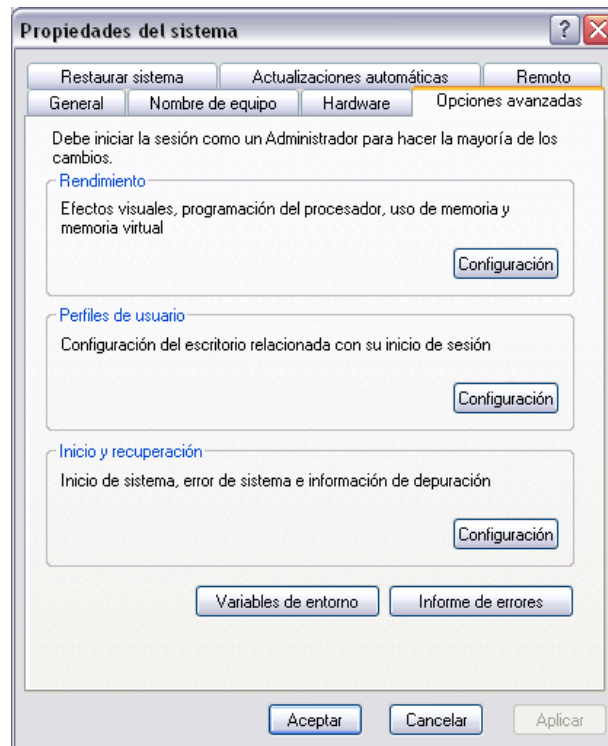 Propiedades del sistema
Restaurar sistema Actualizaciones automáticas Remoto
General Nombre de equipo Hardware Opciones avanzadas
Debe iniciar la sesión como un Administrador para hacer la mayoría de los
cambios.
Rendimiento
Efectos visuales, programación del procesador, uso de memoria y
memoria virtual
Configuración
Perfiles de usuario
Configuración del escritorio relacionada con su inicio de sesión
Configuración
Inicio y recuperación
Inicio de sistema, error de sistema e información de depuración
Configuración
Variables de entorno Informe de errores
Aceptar Cancelar Aplicar